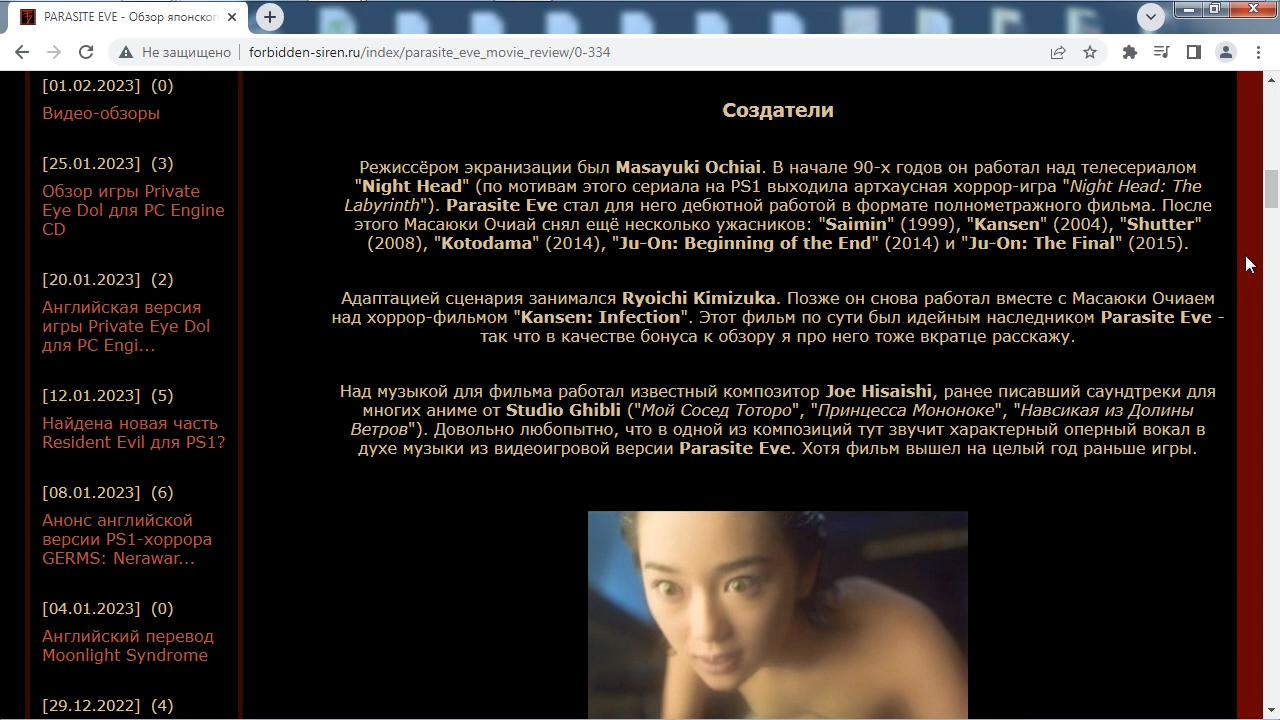 PARASITE EVE - Обзор японског
Не защищено
forbidden-siren.ru/index/parasite_eve_movie_review/0-334
[01.02.2023] (0)
Видео-обзоры
[25.01.2023] (3)
Обзор игры Private
Eye Dol для PC Engine
CD
[20.01.2023] (2)
Английская версия
игры Private Eye Dol
для PC Engi...
[12.01.2023] (5)
Найдена новая часть
Resident Evil для PS1?
[08.01.2023] (6)
Анонс английской
версии PS1-хоррора
GERMS: Nerawar...
[04.01.2023] (0)
Английский перевод
Moonlight Syndrome
[29.12.2022] (4)
Создатели
Режиссёром экранизации был Masayuki Ochiai. В начале 90-х годов он работал над телесериалом
"Night Head" (по мотивам этого сериала на PS1 выходила артхаусная хоррор-игра "Night Head: The
Labyrinth"). Parasite Eve стал для него дебютной работой в формате полнометражного фильма. После
этого Масаюки Очиай снял ещё несколько ужасников: "Saimin" (1999), "Kansen" (2004), "Shutter"
(2008), "Kotodama" (2014), "Ju-On: Beginning of the End" (2014) и "Ju-On: The Final" (2015).
Адаптацией сценария занимался Ryoichi Kimizuka. Позже он снова работал вместе с Масаюки Очиаем
над хоррор-фильмом "Kansen: Infection". Этот фильм по сути был идейным наследником Parasite Eve -
так что в качестве бонуса к обзору я про него тоже вкратце расскажу.
Над музыкой для фильма работал известный композитор Joe Hisaishi, ранее писавший саундтреки для
многих аниме от Studio Ghibli ("Мой Сосед Тоторо", "Принцесса Мононоке", "Навсикая из Долины
Ветров"). Довольно любопытно, что в одной из композиций тут звучит характерный оперный вокал в
духе музыки из видеоигровой версии Parasite Eve. Хотя фильм вышел на целый год раньше игры.